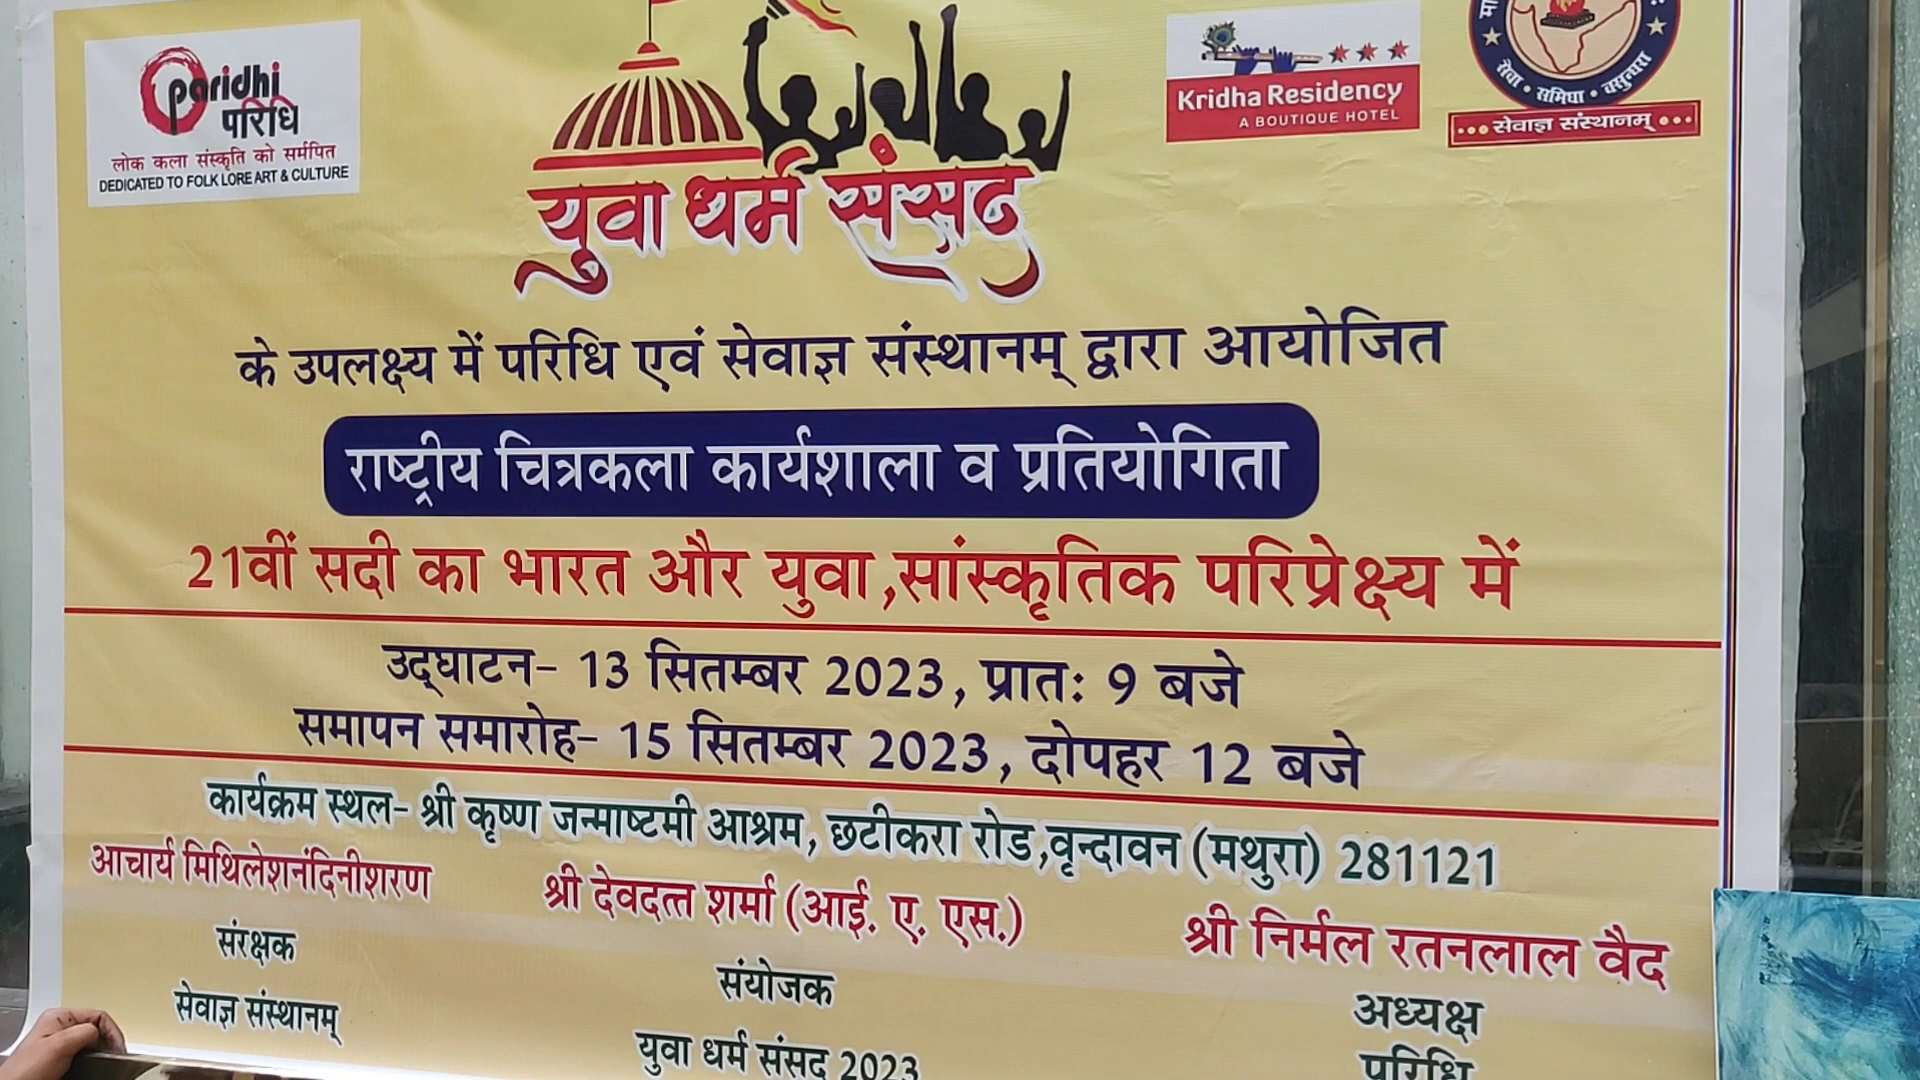 paridhi
परिधि
लोक कला संस्कृति को सर्मपित
DEDICATED TO FOLK LORE ART & CULTURE
Kridha Residency
A BOUTIQUE HOTEL
सेवा • समिधा • वसुन्धरा
सेवाज्ञ संस्थानम्
युवा धर्म संसद
के उपलक्ष्य में परिधि एवं सेवाज्ञ संस्थानम् द्वारा आयोजित
राष्ट्रीय चित्रकला कार्यशाला व प्रतियोगिता
21वीं सदी का भारत और युवा,सांस्कृतिक परिप्रेक्ष्य में
उद्घाटन- 13 सितम्बर 2023, प्रातः 9 बजे
समापन समारोह- 15 सितम्बर 2023, दोपहर 12 बजे
कार्यक्रम स्थल- श्री कृष्ण जन्माष्टमी आश्रम, छटीकरा रोड,वृन्दावन (मथुरा) 281121
आचार्य मिथिलेशनंदिनीशरण
संरक्षक
सेवाज्ञ संस्थानम्
श्री देवदत्त शर्मा (आई. ए. एस.)
संयोजक
युवा धर्म संसद 2023
श्री निर्मल रतनलाल वैद
अध्यक्ष
परिधि